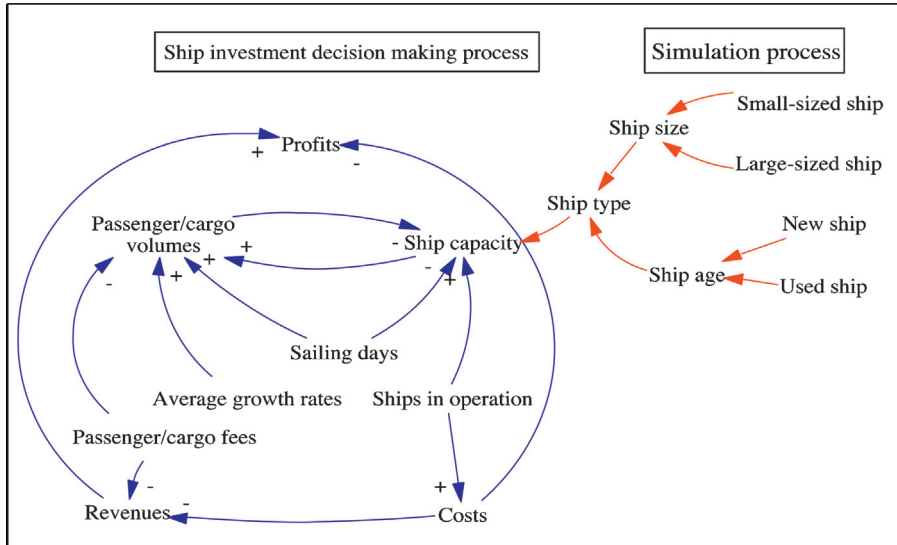 Ship investment decision making process
Simulation process
Small-sized ship
Ship size
Large-sized ship
Profits
+
-
Ship type
Passenger/cargo
volumes
+
+
+
-
Ship capacity
-
+
New ship
Ship age
Used ship
-
Sailing days
Average growth rates
Ships in operation
Passenger/cargo fees
-
+
Revenues
-
Costs